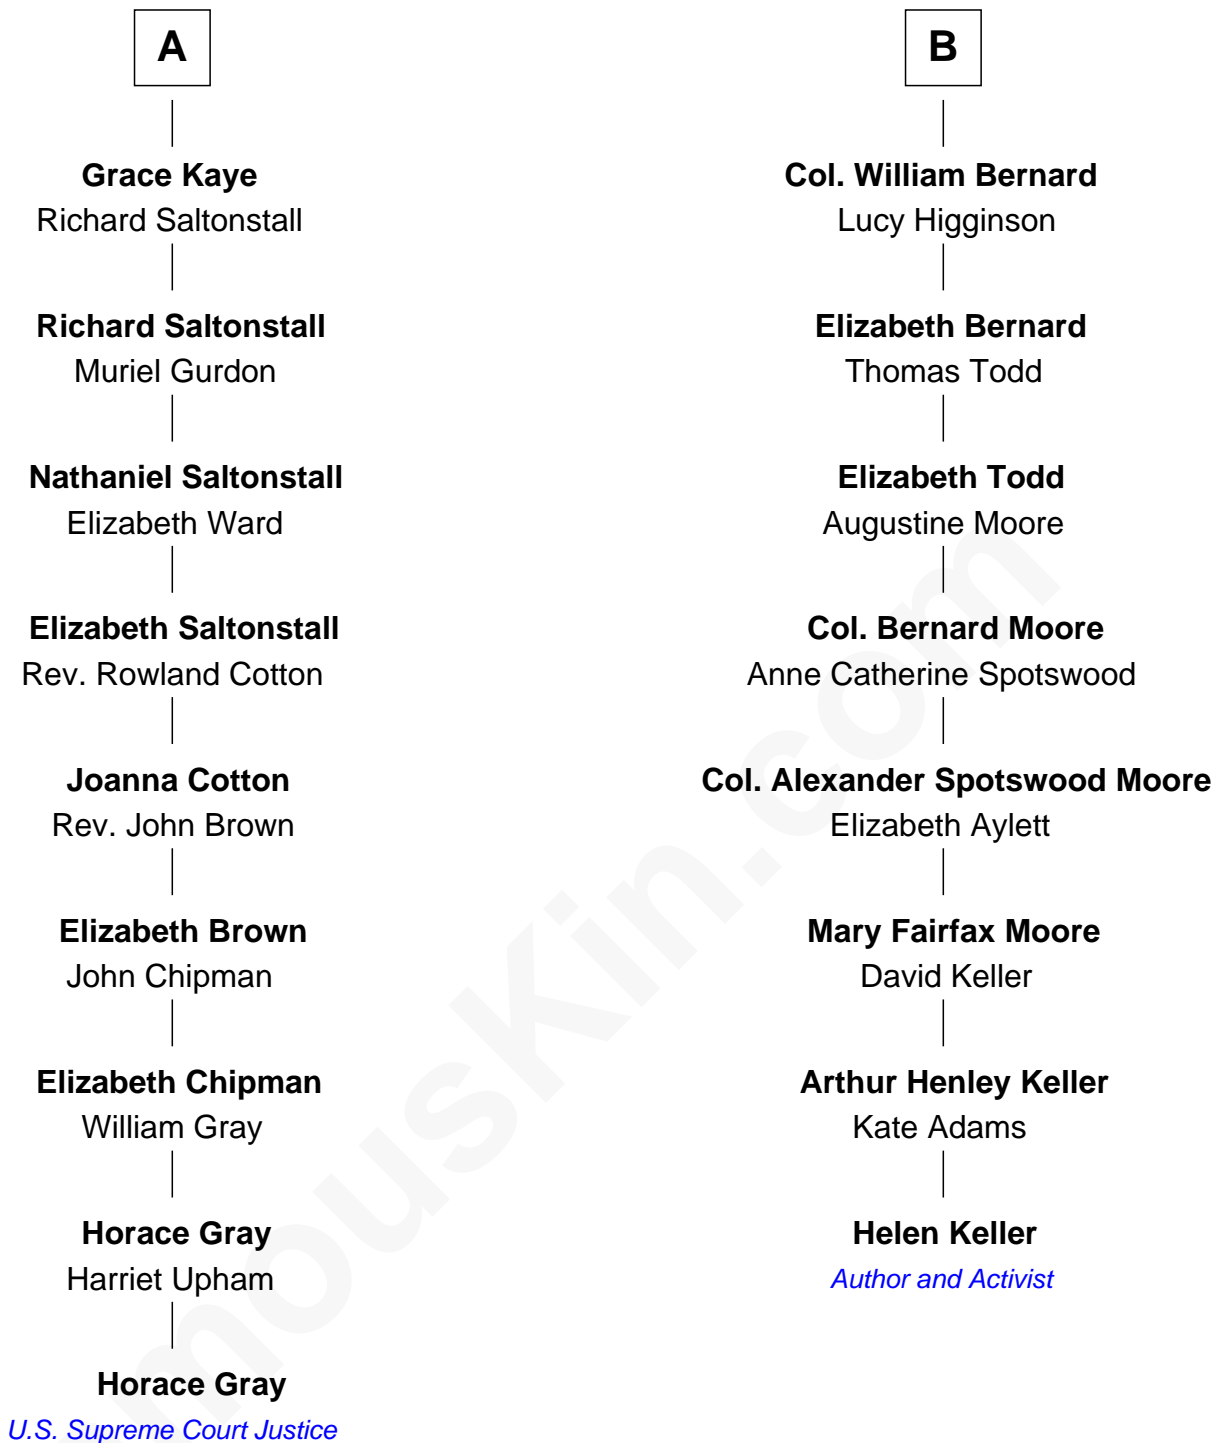 A
Grace Kaye
Richard Saltonstall
Richard Saltonstall
Muriel Gurdon
Nathaniel Saltonstall
Elizabeth Ward
Elizabeth Saltonstall
Rev. Rowland Cotton
Joanna Cotton
Rev. John Brown
Elizabeth Brown
John Chipman
Elizabeth Chipman
William Gray
Horace Gray
Harriet Upham
Horace Gray
U.S. Supreme Court Justice
B
Col. William Bernard
Lucy Higginson
Elizabeth Bernard
Thomas Todd
Elizabeth Todd
Augustine Moore
Col. Bernard Moore
Anne Catherine Spotswood
Col. Alexander Spotswood Moore
Elizabeth Aylett
Mary Fairfax Moore
David Keller
Arthur Henley Keller
Kate Adams
Helen Keller
Author and Activist
mousKin.com